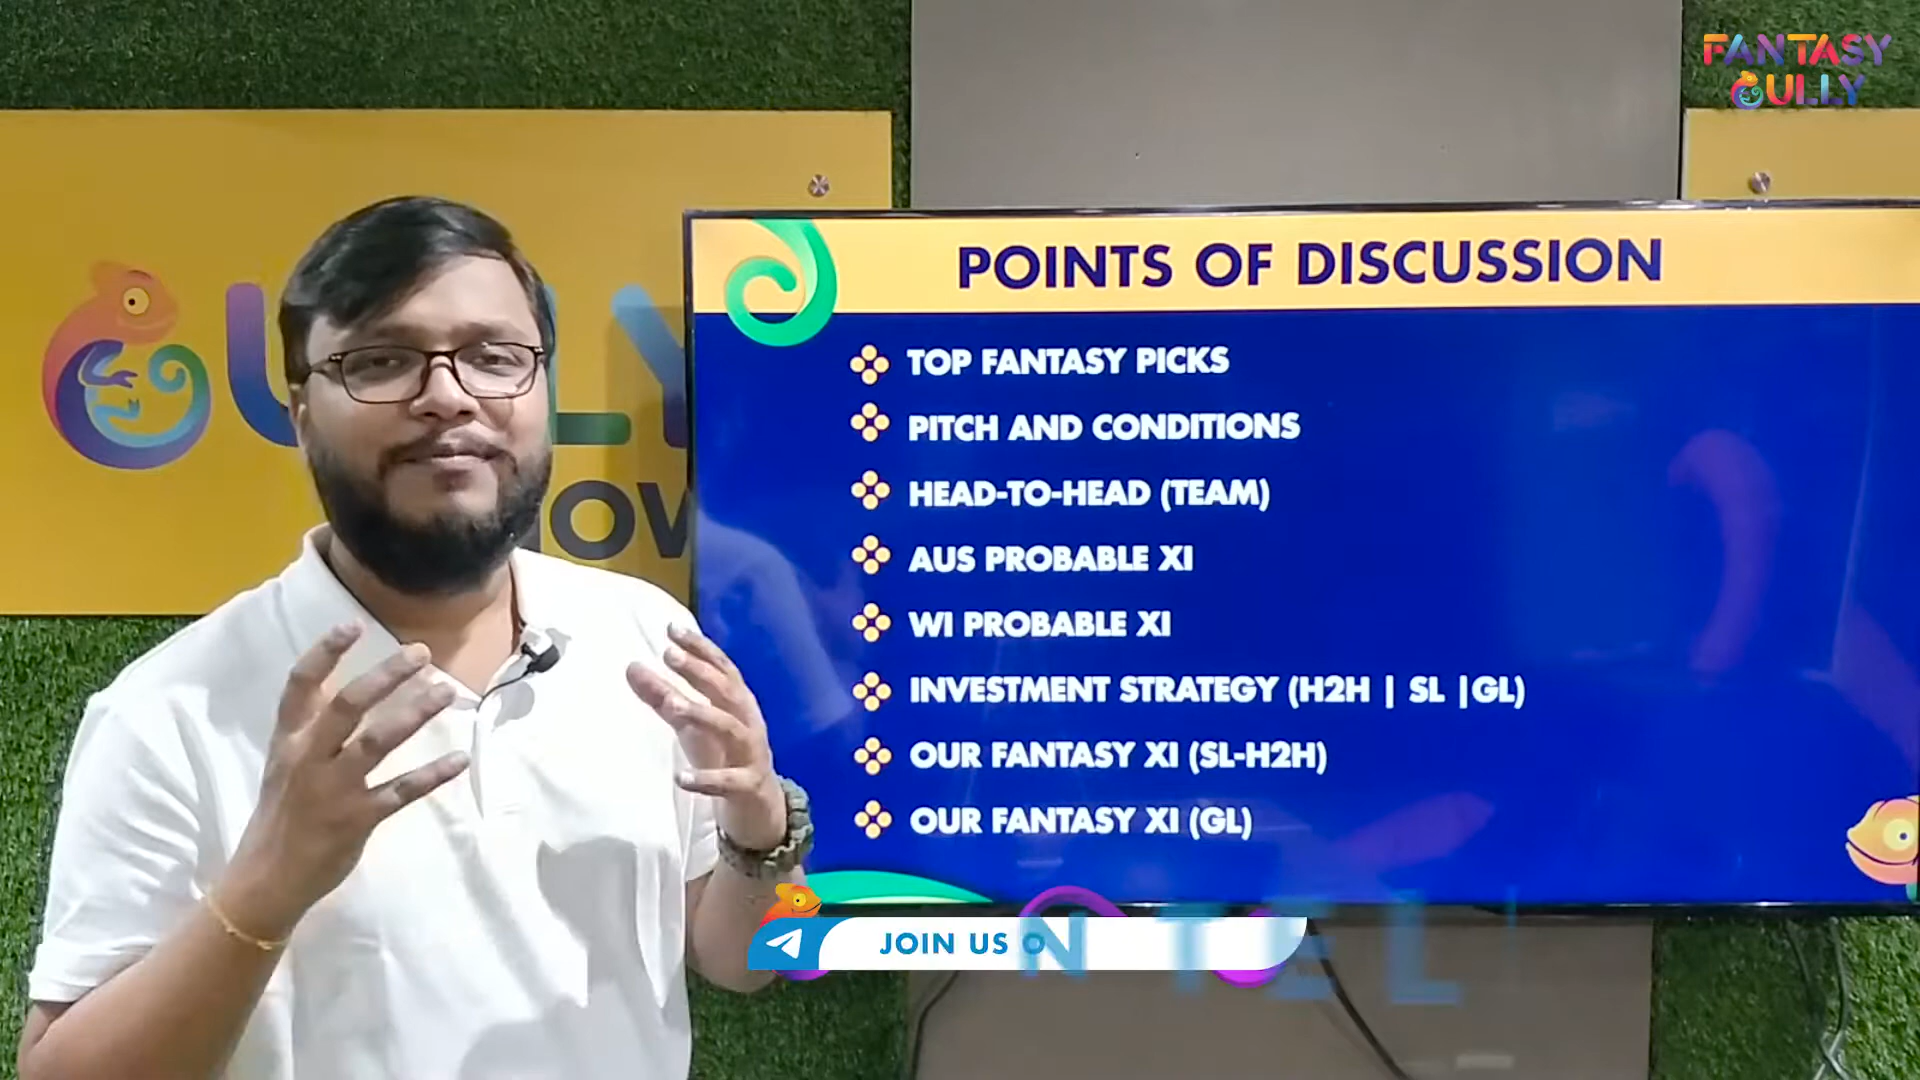 FANTASY
GULLY
POINTS OF DISCUSSION
TOP FANTASY PICKS
PITCH AND CONDITIONS
HEAD-TO-HEAD (TEAM)
AUS PROBABLE XI
WI PROBABLE XI
INVESTMENT STRATEGY (H2H | SL |GL)
OUR FANTASY XI (SL-H2H)
OUR FANTASY XI (GL)
JOIN US ON TEL